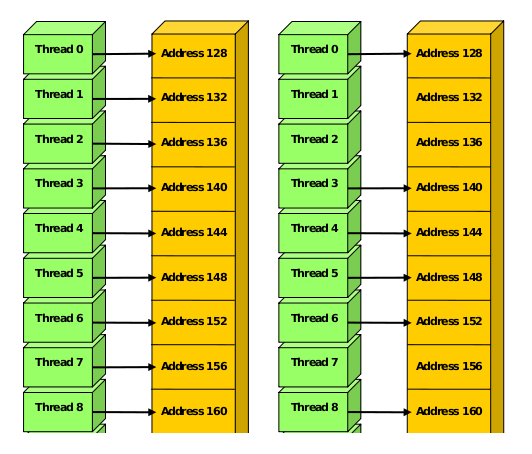 Thread 0 Address 128 Thread 0 Address 128
Thread 1 Address 132 Thread 1 Address 132
Thread 2 Address 136 Thread 2 Address 136
Thread 3 Address 140 Thread 3 Address 140
Thread 4 Address 144 Thread 4 Address 144
Thread 5 Address 148 Thread 5 Address 148
Thread 6 Address 152 Thread 6 Address 152
Thread 7 Address 156 Thread 7 Address 156
Thread 8 Address 160 Thread 8 Address 160